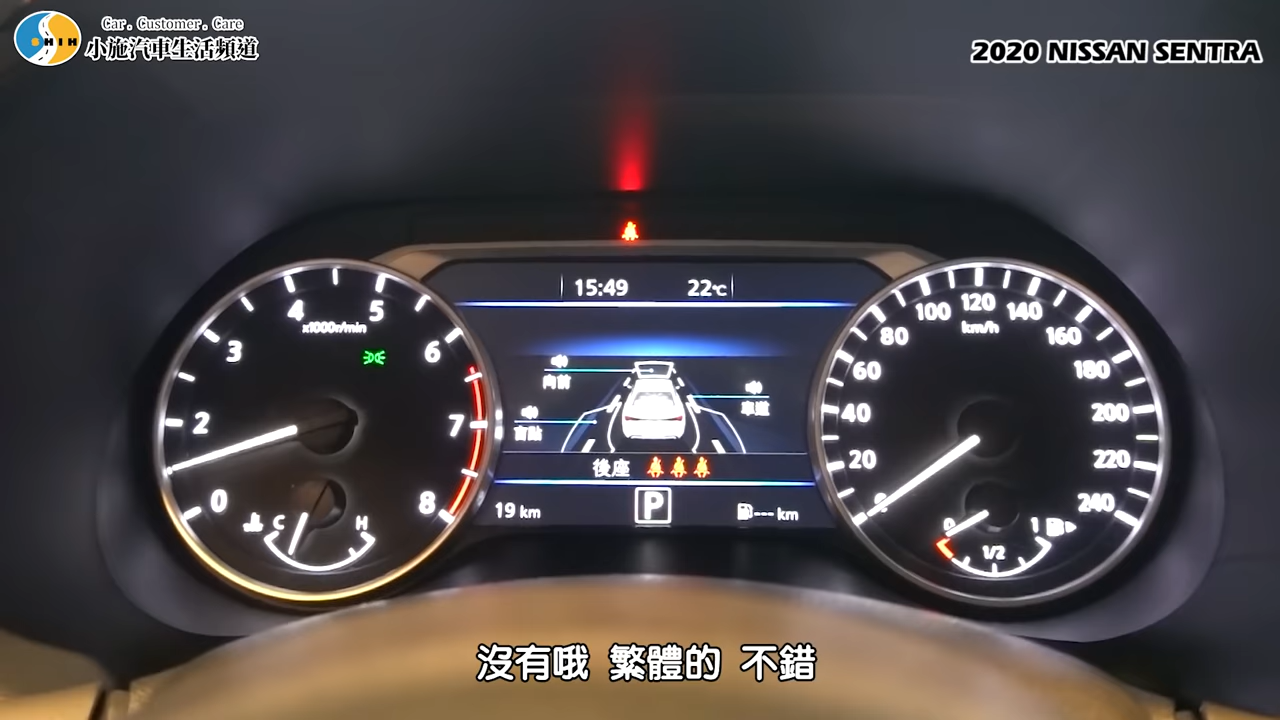 Car . Customer . Care
SHIH
小施汽車生活頻道
2020 NISSAN SENTRA
15:49 22℃
4 5
x1000r/min
3 6
2 7
0 8
C H
向前
車道
盲點
後座
19 km P --- km
100 120 140
km/h
80 160
60 180
40 200
20 220
0 240
0 1
1/2
沒有哦 繁體的 不錯